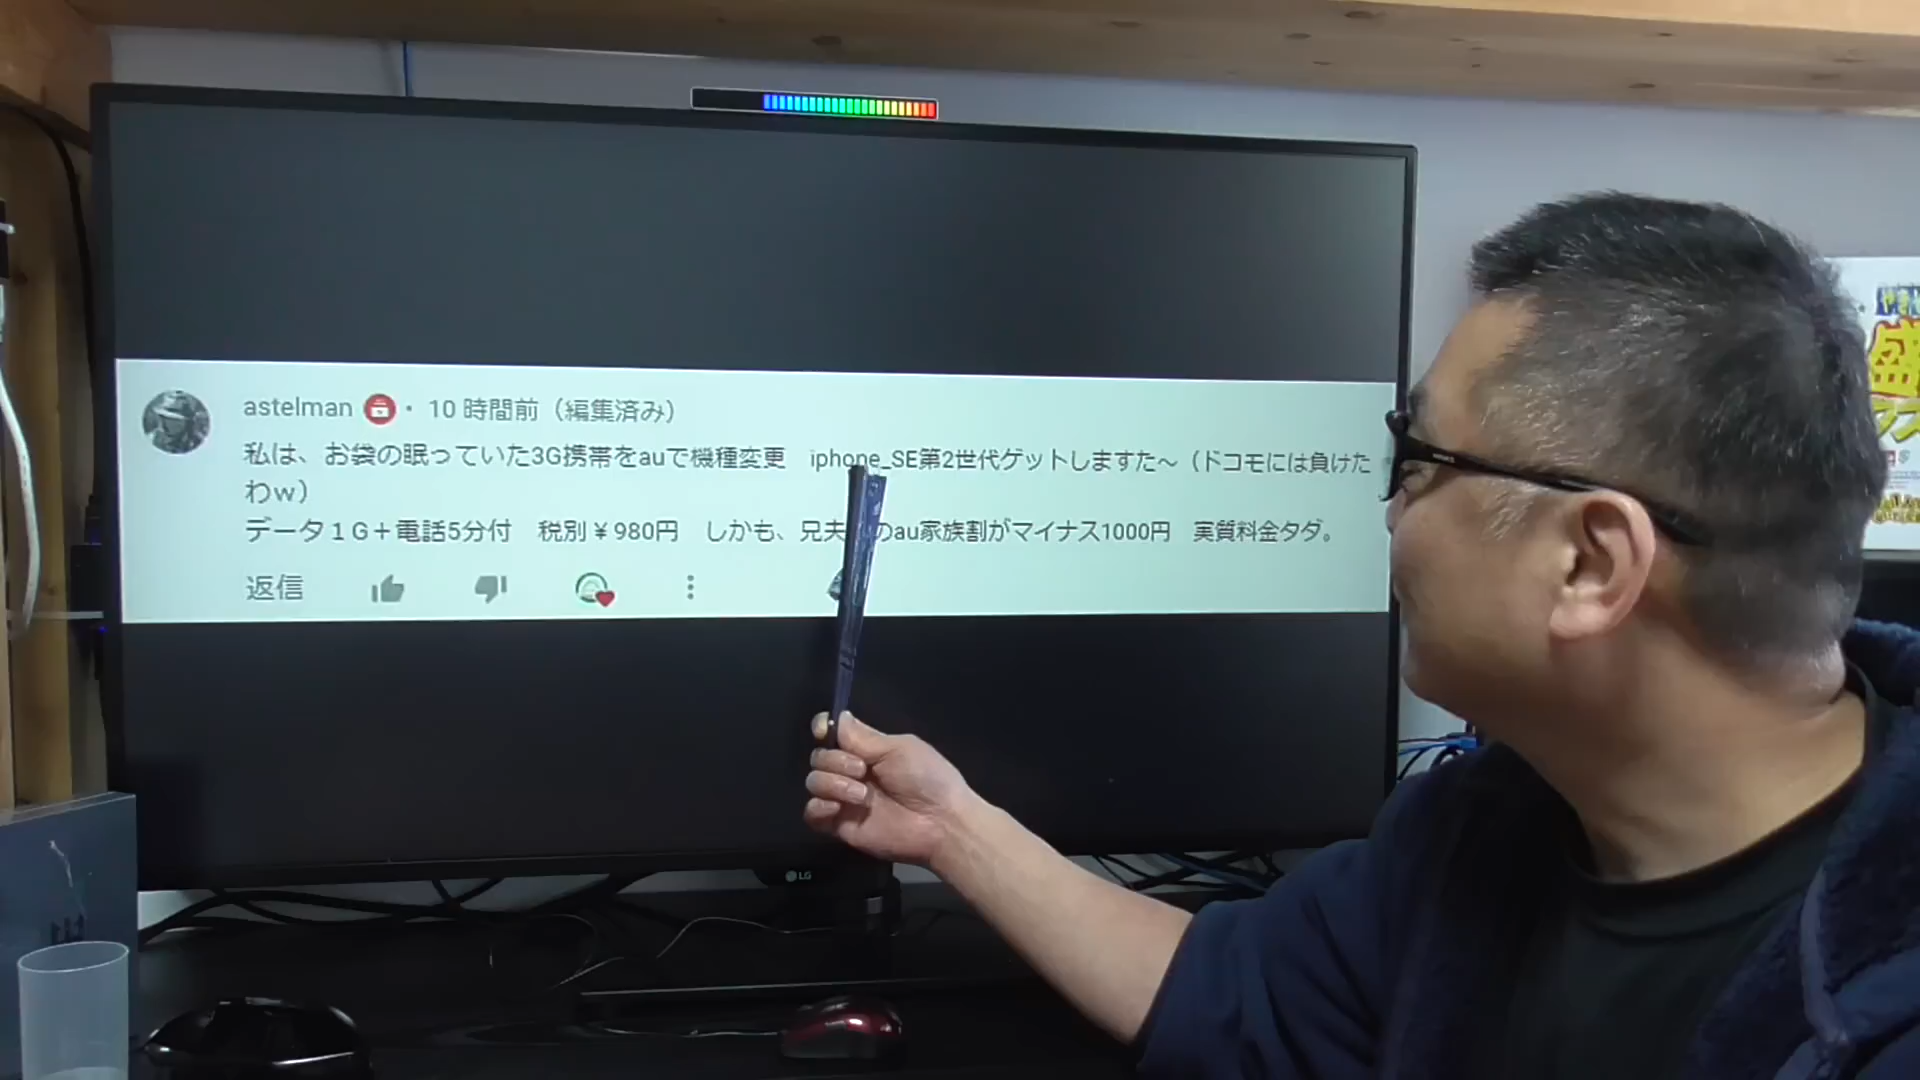 astelman ・ 10 時間前（編集済み）
私は、お袋の眠っていた3G携帯をauで機種変更　iphone_SE第2世代ゲットしますた～（ドコモには負けた
わｗ）
データ１G＋電話5分付　税別￥980円　しかも、兄夫　のau家族割がマイナス1000円　実質料金タダ。
返信
LG
盛